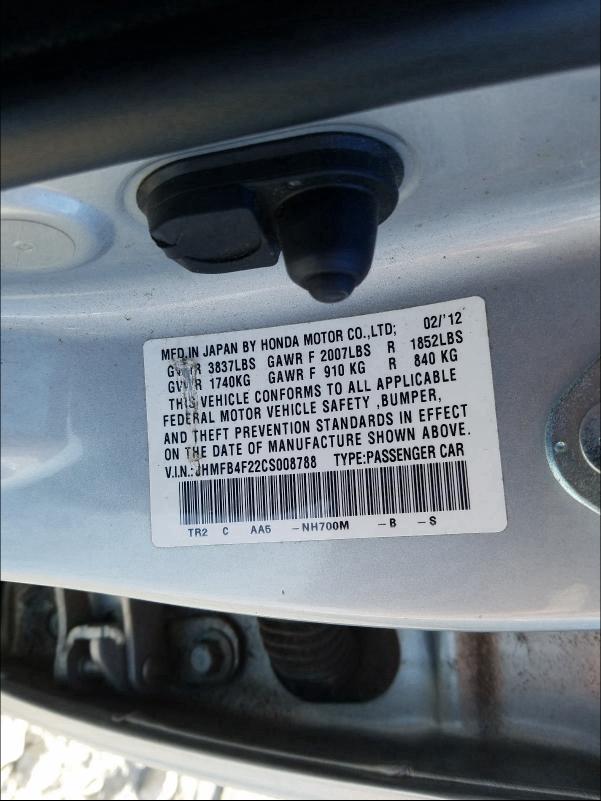 MFD.IN JAPAN BY HONDA MOTOR CO.,LTD; 02/'12
GVWR 3837LBS GAWR F 2007LBS R 1852LBS
GVWR 1740KG GAWR F 910 KG R 840 KG
THIS VEHICLE CONFORMS TO ALL APPLICABLE
FEDERAL MOTOR VEHICLE SAFETY ,BUMPER,
AND THEFT PREVENTION STANDARDS IN EFFECT
ON THE DATE OF MANUFACTURE SHOWN ABOVE.
V.I.N.:JHMFB4F22CS008788 TYPE:PASSENGER CAR
TR2 C AA5 -NH700M -B -S